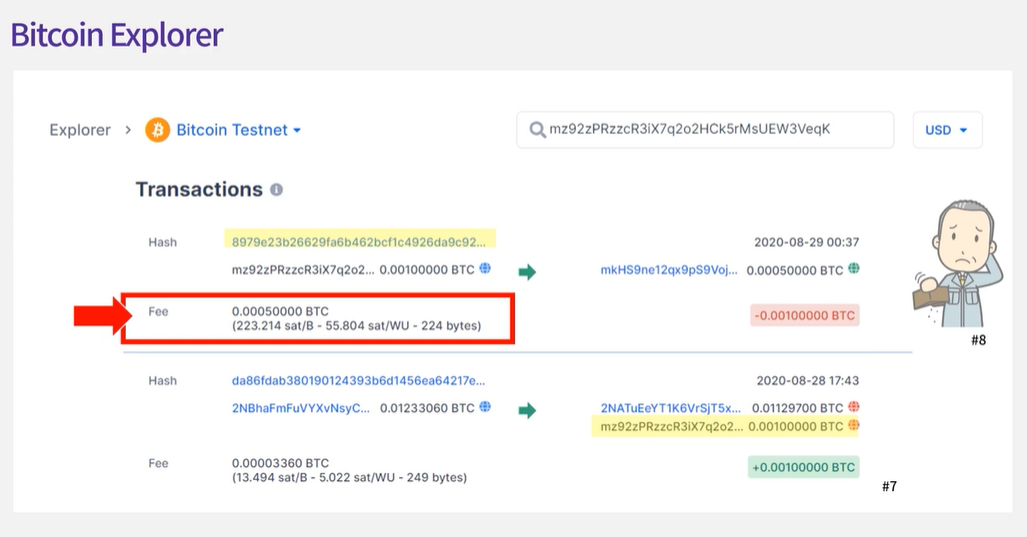 Bitcoin Explorer
Explorer > Bitcoin Testnet
mz92zPRzzcR3iX7q2o2HCk5rMsUEW3VeqK
USD
Transactions
Hash 8979e23b26629fa6b462bcf1c4926da9c92... 2020-08-29 00:37
mz92zPRzzcR3iX7q2o2... 0.00100000 BTC mkHS9ne12qx9pS9Voj... 0.00050000 BTC
Fee 0.00050000 BTC -0.00100000 BTC
(223.214 sat/B - 55.804 sat/WU - 224 bytes)
#8
Hash da86fdab380190124393b6d1456ea64217e... 2020-08-28 17:43
2NBhaFmFuVYXvNsyC... 0.01233060 BTC 2NATuEeYT1K6VrSjT5x... 0.01129700 BTC
mz92zPRzzcR3iX7q2o2... 0.00100000 BTC
Fee 0.00003360 BTC +0.00100000 BTC
(13.494 sat/B - 5.022 sat/WU - 249 bytes)
#7